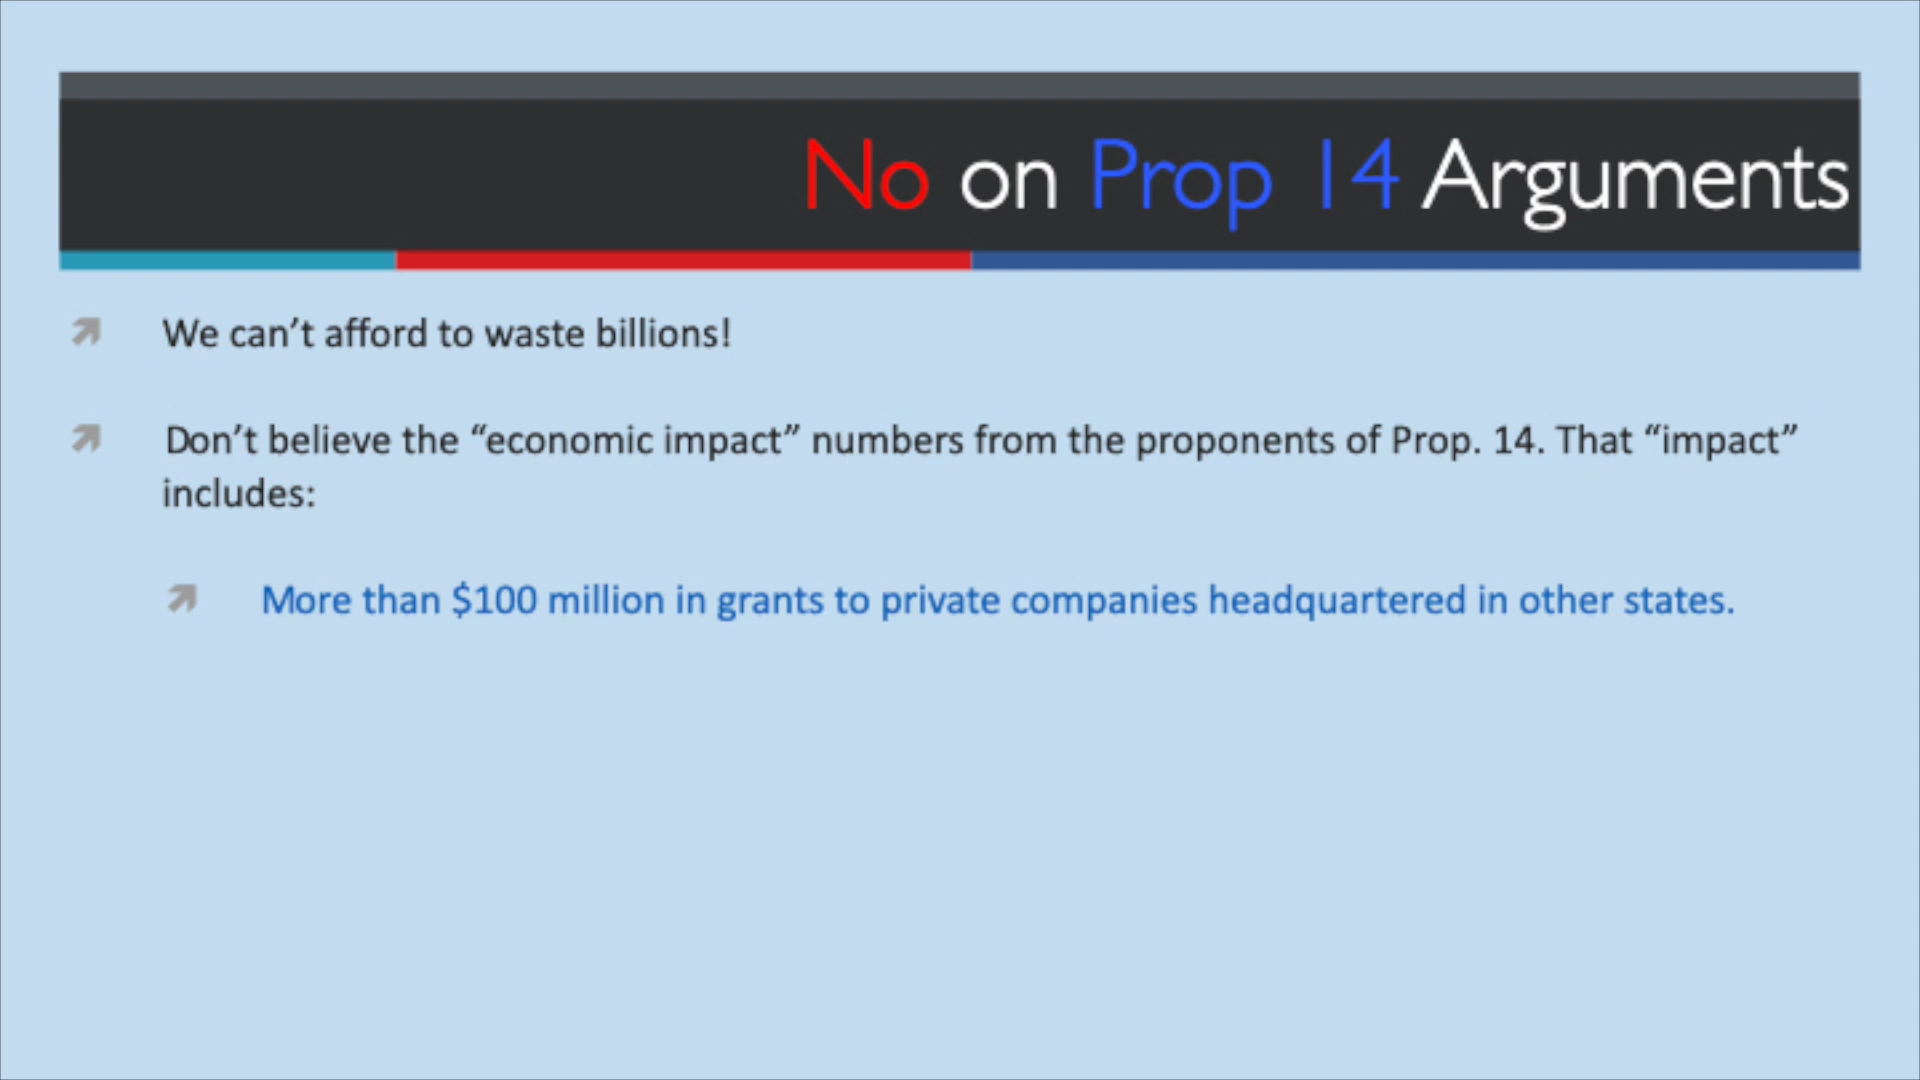 No on Prop 14 Arguments
We can’t afford to waste billions!
Don’t believe the “economic impact” numbers from the proponents of Prop. 14. That “impact”
includes:
More than $100 million in grants to private companies headquartered in other states.